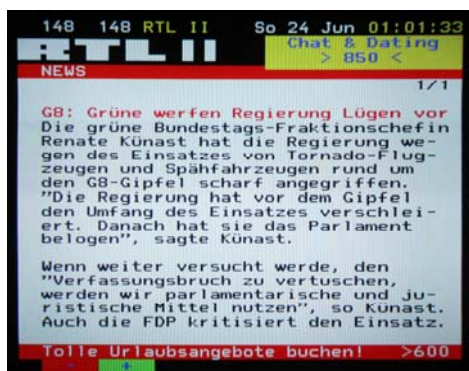 148 148 RTL II So 24 Jun 01:01:33
RTL II
Chat & Dating
> 850 <
NEWS
1/1
G8: Grüne werfen Regierung Lügen vor
Die grüne Bundestags-Fraktionschefin
Renate Künast hat die Regierung we-
gen des Einsatzes von Tornado-Flug-
zeugen und Spähfahrzeugen rund um
den G8-Gipfel scharf angegriffen.
"Die Regierung hat vor dem Gipfel
den Umfang des Einsatzes verschlei-
ert. Danach hat sie das Parlament
belogen", sagte Künast.
Wenn weiter versucht werde, den
"Verfassungsbruch zu vertuschen,
werden wir parlamentarische und ju-
ristische Mittel nutzen", so Künast.
Auch die FDP kritisiert den Einsatz.
Tolle Urlaubsangebote buchen! >600
- +